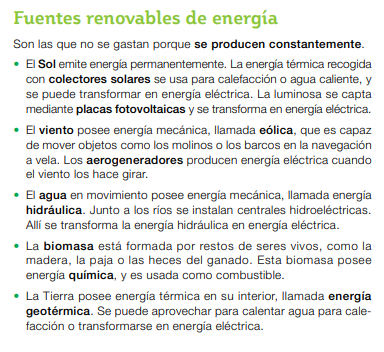 Fuentes renovables de energía
Son las que no se gastan porque se producen constantemente.
• El Sol emite energía permanentemente. La energía térmica recogida
con colectores solares se usa para calefacción o agua caliente, y
se puede transformar en energía eléctrica. La luminosa se capta
mediante placas fotovoltaicas y se transforma en energía eléctrica.
• El viento posee energía mecánica, llamada eólica, que es capaz
de mover objetos como los molinos o los barcos en la navegación
a vela. Los aerogeneradores producen energía eléctrica cuando
el viento los hace girar.
• El agua en movimiento posee energía mecánica, llamada energía
hidráulica. Junto a los ríos se instalan centrales hidroeléctricas.
Allí se transforma la energía hidráulica en energía eléctrica.
• La biomasa está formada por restos de seres vivos, como la
madera, la paja o las heces del ganado. Esta biomasa posee
energía química, y es usada como combustible.
• La Tierra posee energía térmica en su interior, llamada energía
geotérmica. Se puede aprovechar para calentar agua para cale-
facción o transformarse en energía eléctrica.